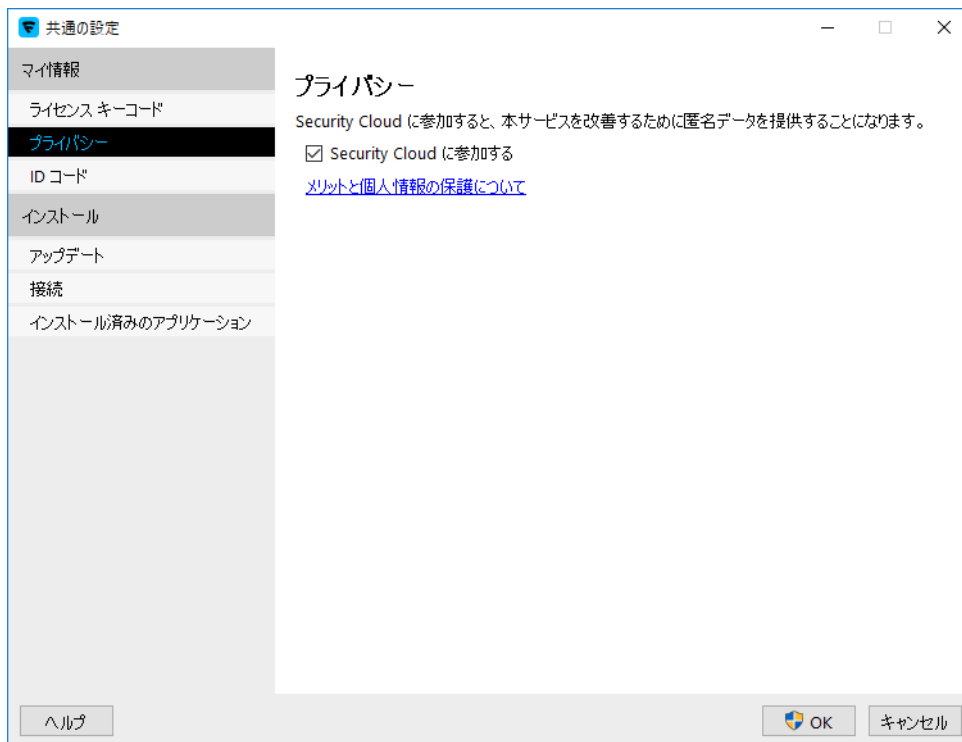 共通の設定
マイ情報
ライセンス キーコード
プライバシー
ID コード
インストール
アップデート
接続
インストール済みのアプリケーション
プライバシー
Security Cloud に参加すると、本サービスを改善するために匿名データを提供することになります。
Security Cloud に参加する
メリットと個人情報の保護について
ヘルプ
OK
キャンセル